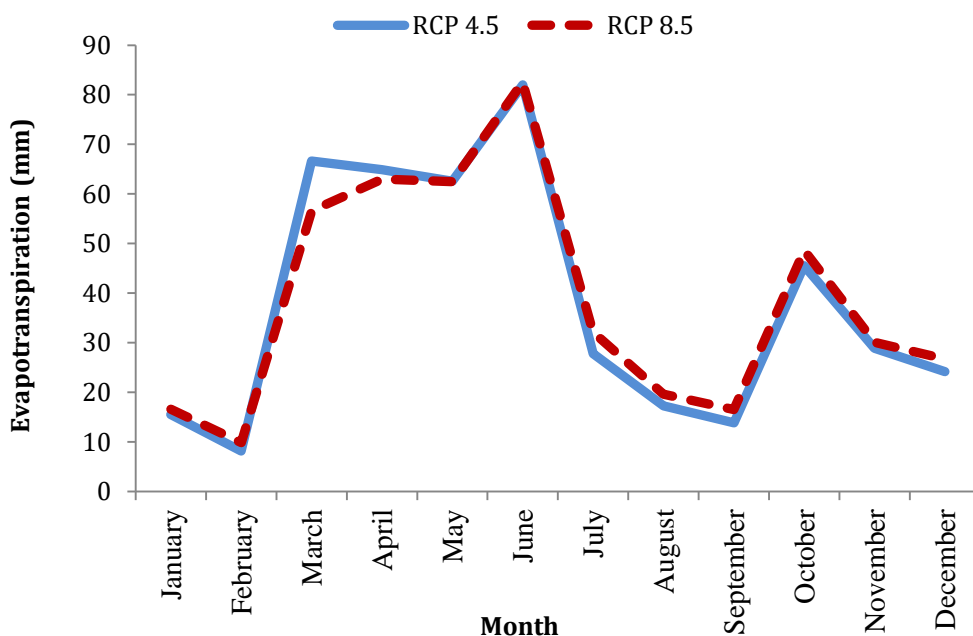 RCP 4.5 RCP 8.5
Evapotranspiration (mm)
90
80
70
60
50
40
30
20
10
0
January
February
March
April
May
June
July
August
September
October
November
December
Month